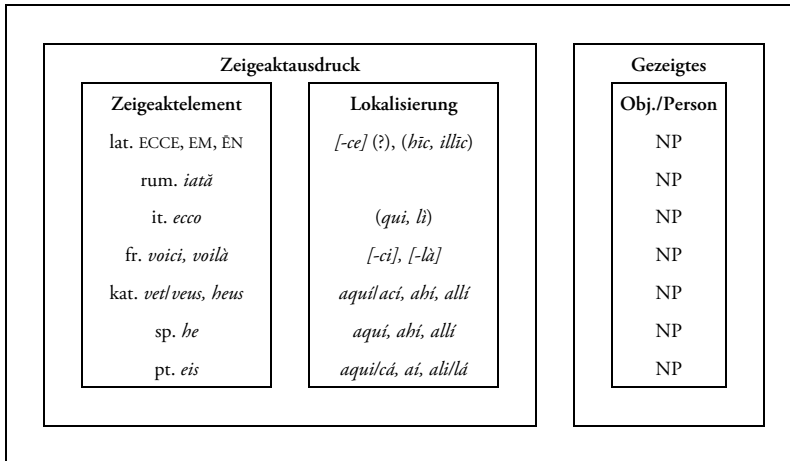 Zeigeaktausdruck Gezeigtes
Zeigeaktelement Lokalisierung Obj./Person
lat. ECCE, EM, ĒN [-ce] (?), (hīc, illīc) NP
rum. iată NP
it. ecco (qui, lì) NP
fr. voici, voilà [-ci], [-là] NP
kat. vet/veus, heus aquí/ací, ahí, allí NP
sp. he aquí, ahí, allí NP
pt. eis aqui/cá, aí, ali/lá NP